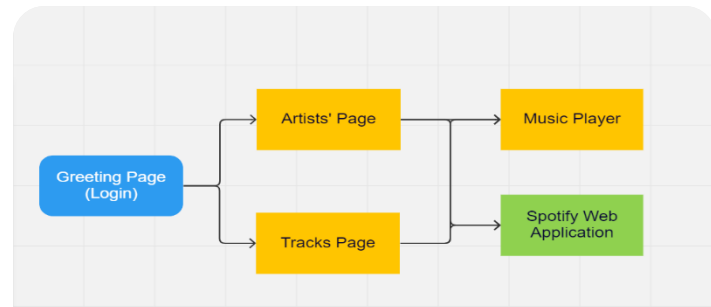 Artists' Page
Music Player
Greeting Page
(Login)
Spotify Web
Application
Tracks Page